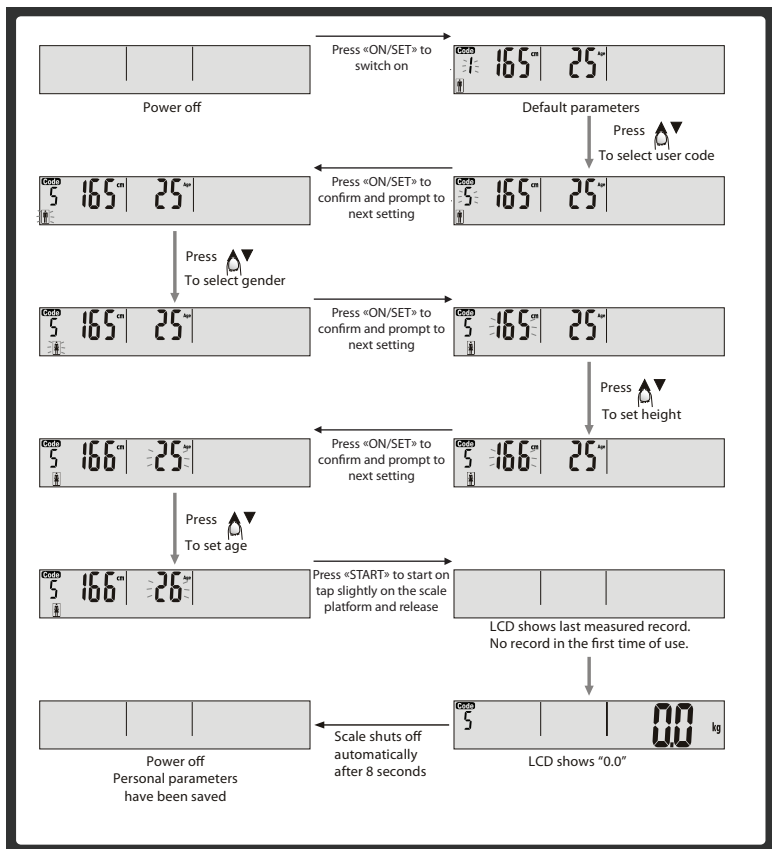 Press «ON/SET» to
switch on
Code
1 165 cm 25 Age
Power off
Default parameters
Press ▲▼
To select user code
Code
5 165 cm 25 Age
Press «ON/SET» to
confirm and prompt to
next setting
Code
5 165 cm 25 Age
Press ▲▼
To select gender
Code
5 165 cm 25 Age
Press «ON/SET» to
confirm and prompt to
next setting
Code
5 165 cm 25 Age
Press ▲▼
To set height
Code
5 166 cm 25 Age
Press «ON/SET» to
confirm and prompt to
next setting
Code
5 166 cm 25 Age
Press ▲▼
To set age
Code
5 166 cm 26 Age
Press «START» to start on
tap slightly on the scale
platform and release
LCD shows last measured record.
No record in the first time of use.
Code
5 0.0 kg
LCD shows "0.0"
Scale shuts off
automatically
after 8 seconds
Power off
Personal parameters
have been saved